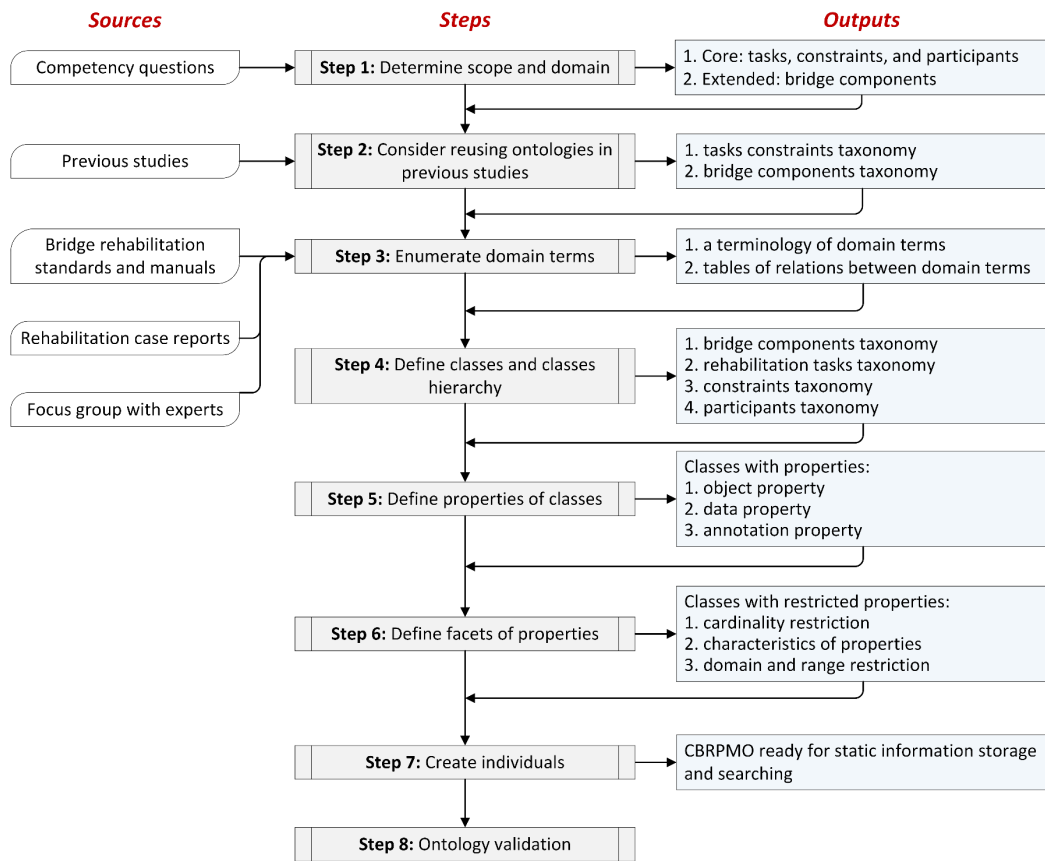 Sources
Steps
Outputs
Competency questions
Step 1: Determine scope and domain
1. Core: tasks, constraints, and participants
2. Extended: bridge components
Previous studies
Step 2: Consider reusing ontologies in
previous studies
1. tasks constraints taxonomy
2. bridge components taxonomy
Bridge rehabilitation
standards and manuals
Step 3: Enumerate domain terms
1. a terminology of domain terms
2. tables of relations between domain terms
Rehabilitation case reports
Focus group with experts
Step 4: Define classes and classes
hierarchy
1. bridge components taxonomy
2. rehabilitation tasks taxonomy
3. constraints taxonomy
4. participants taxonomy
Step 5: Define properties of classes
Classes with properties:
1. object property
2. data property
3. annotation property
Step 6: Define facets of properties
Classes with restricted properties:
1. cardinality restriction
2. characteristics of properties
3. domain and range restriction
Step 7: Create individuals
CBRPMO ready for static information storage
and searching
Step 8: Ontology validation